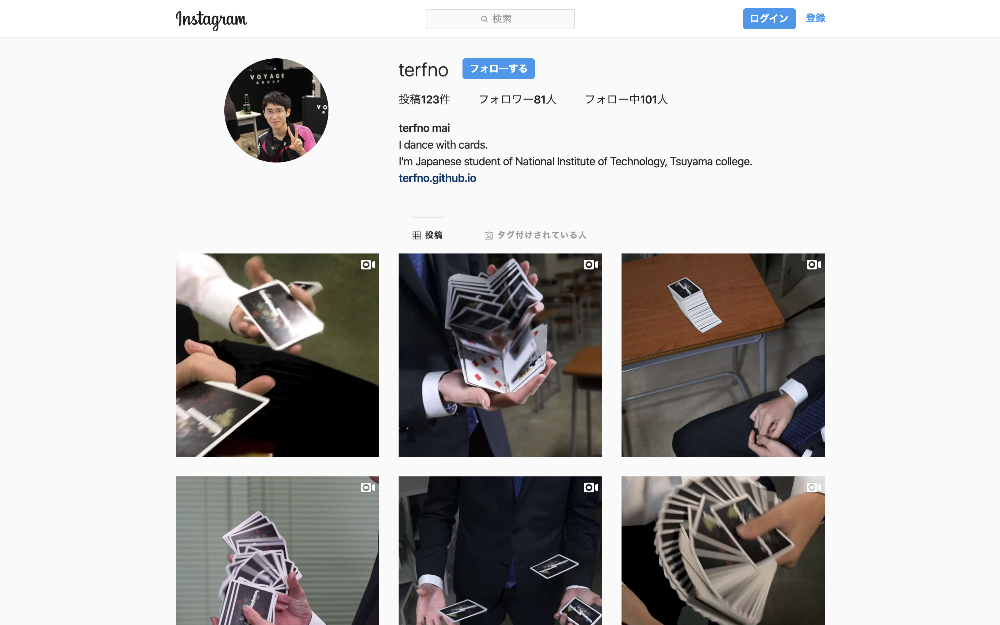 Instagram
検索
ログイン
登録
VOYAGE
GROUP
VO
G
terfno
フォローする
投稿123件 フォロワー81人 フォロー中101人
terfno mai
I dance with cards.
I'm Japanese student of National Institute of Technology, Tsuyama college.
terfno.github.io
投稿
タグ付けされている人
K